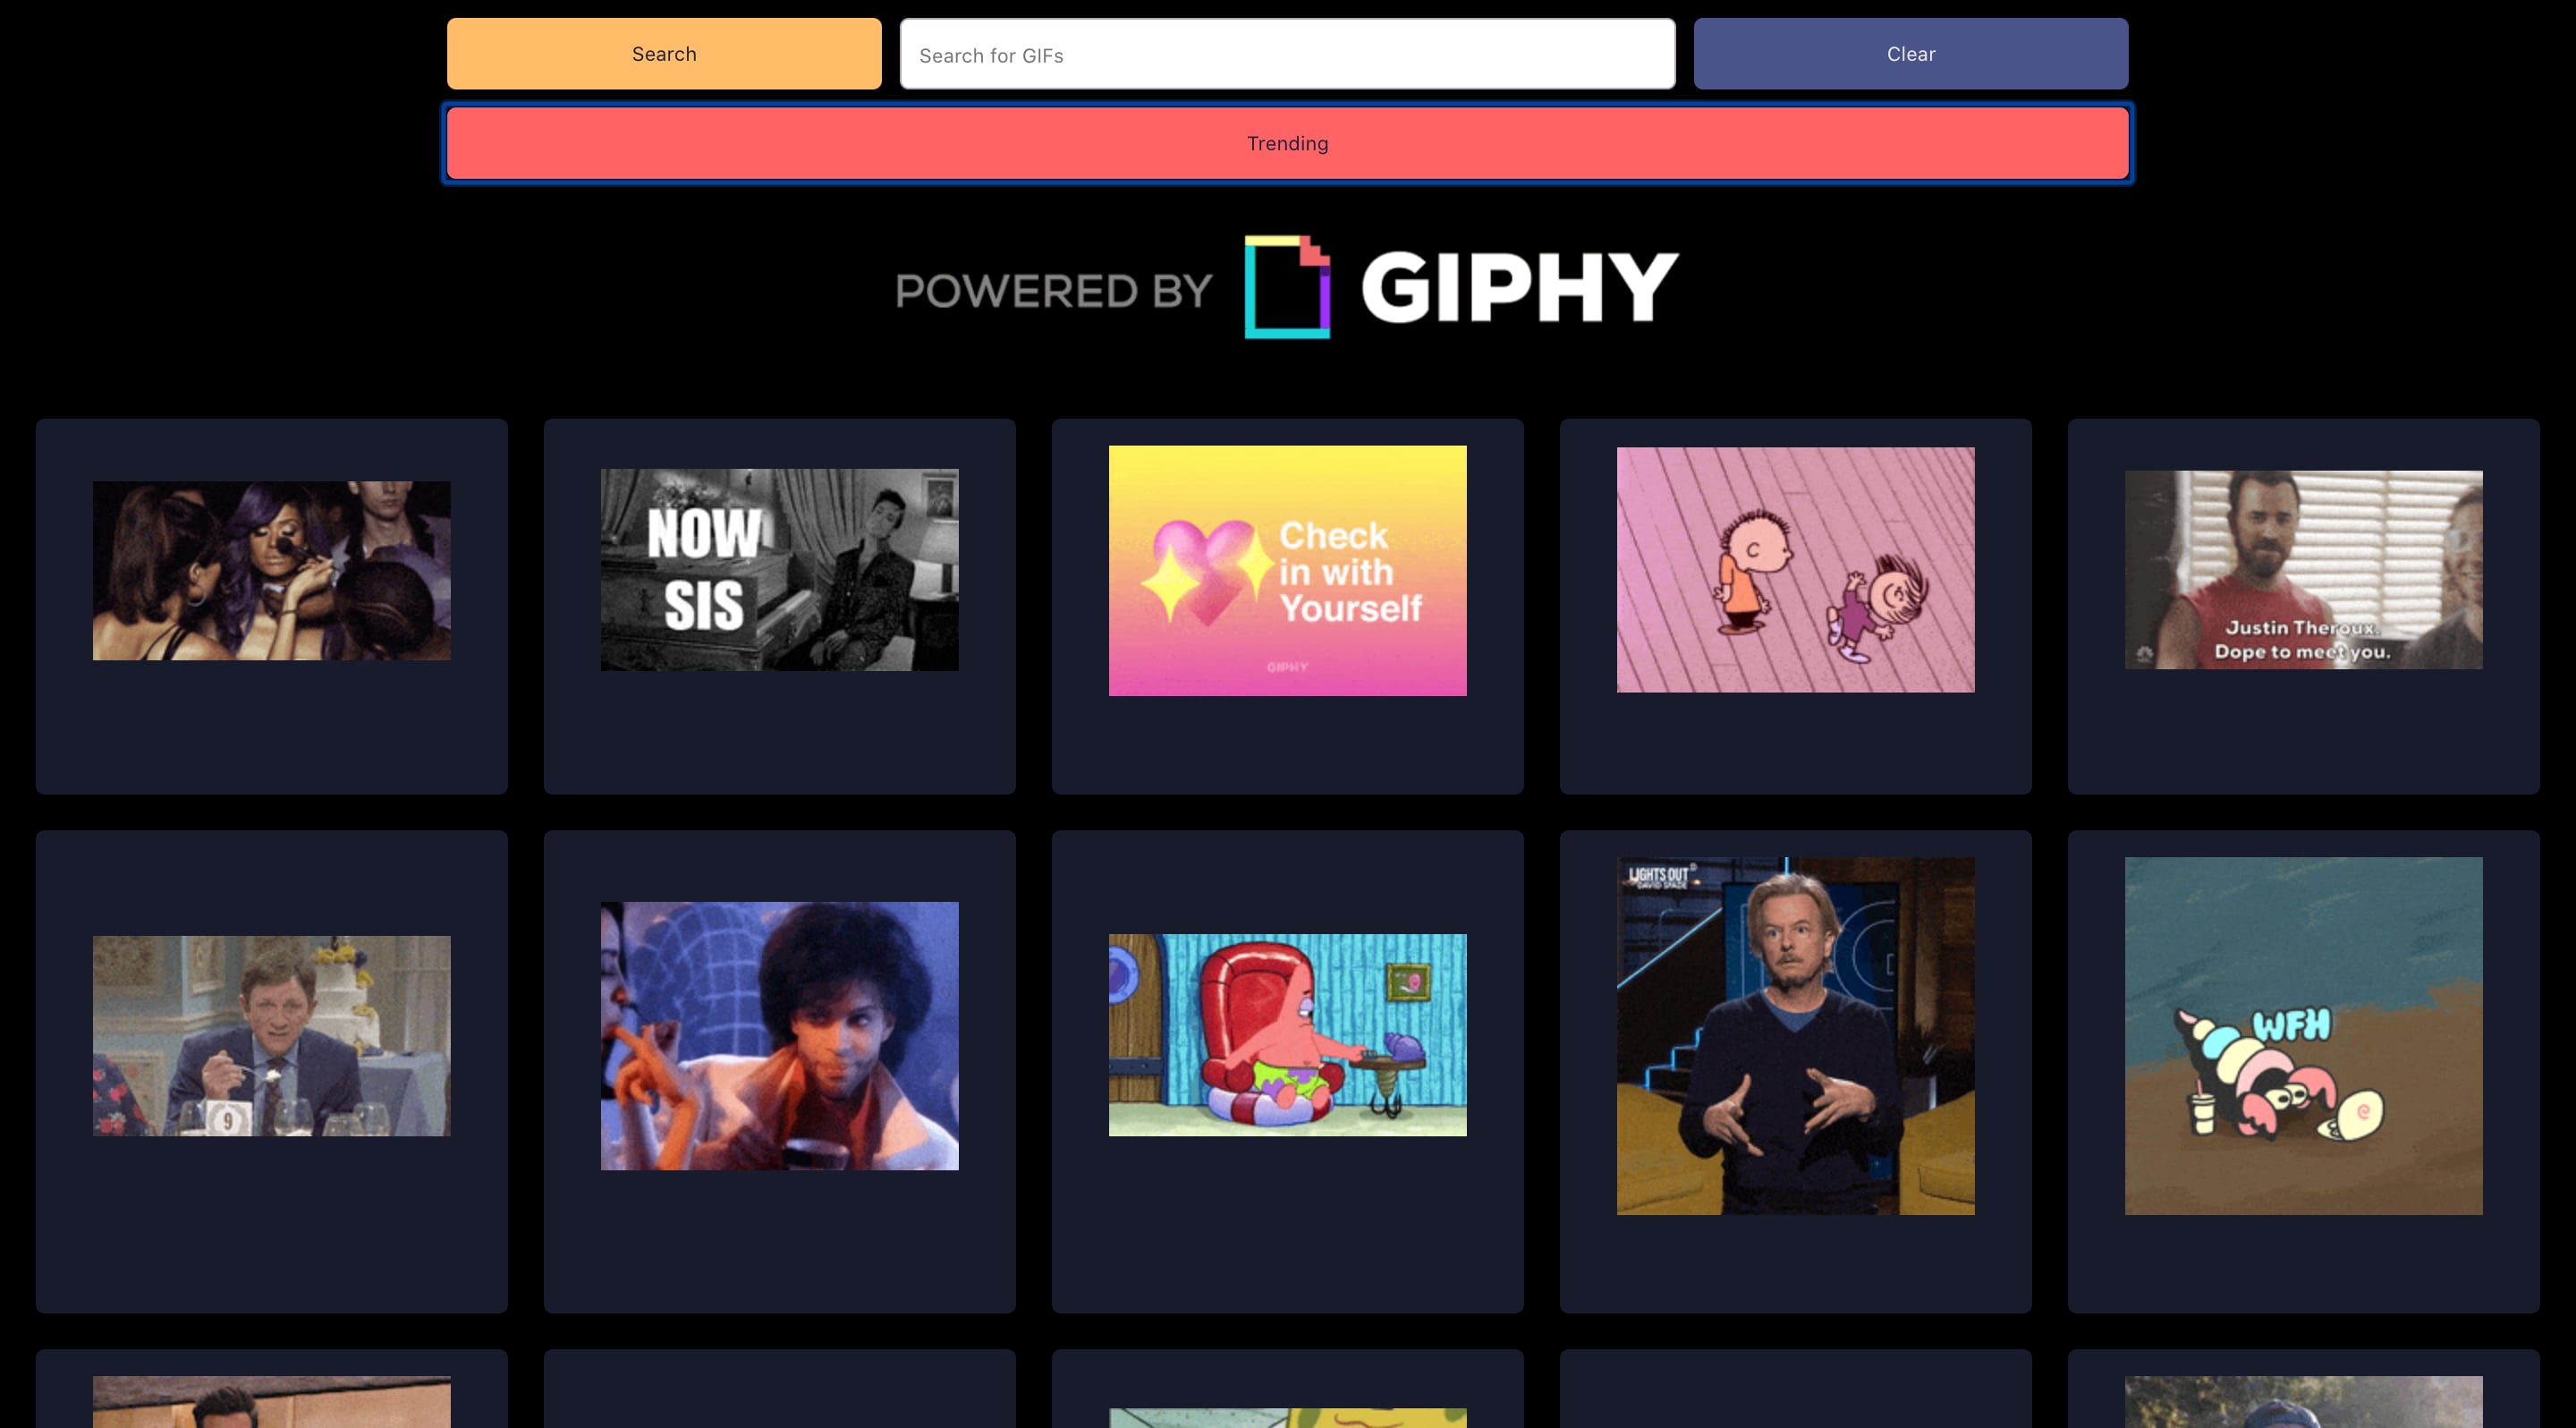 Search
Search for GIFs
Clear
Trending
POWERED BY GIPHY
NOW
SIS
Check
in with
Yourself
GIPHY
Justin Theroux.
Dope to meet you.
9
LIGHTS OUT
DAVID SPADE
WFH